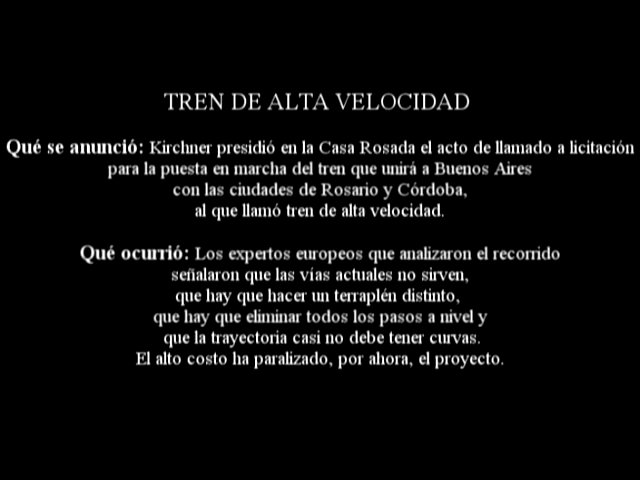 TREN DE ALTA VELOCIDAD
Qué se anunció: Kirchner presidió en la Casa Rosada el acto de llamado a licitación
para la puesta en marcha del tren que unirá a Buenos Aires
con las ciudades de Rosario y Córdoba,
al que llamó tren de alta velocidad.
Qué ocurrió: Los expertos europeos que analizaron el recorrido
señalaron que las vías actuales no sirven,
que hay que hacer un terraplén distinto,
que hay que eliminar todos los pasos a nivel y
que la trayectoria casi no debe tener curvas.
El alto costo ha paralizado, por ahora, el proyecto.